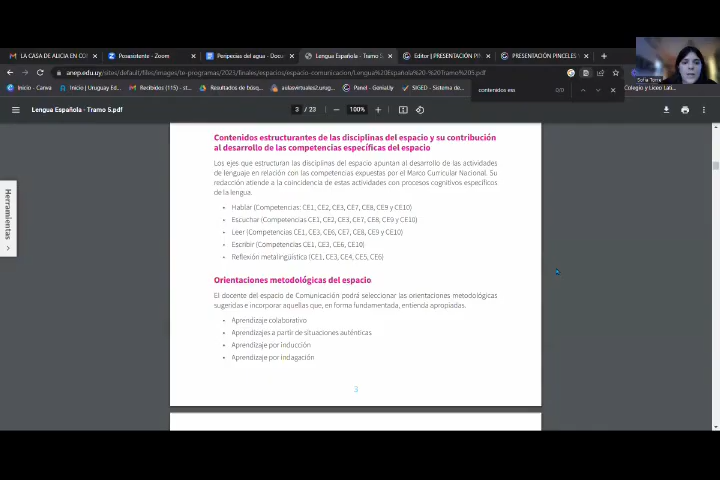 LA CASA DE ALICIA EN CO
Posasistente - Zoom
Peripecias del agua - Docu
Lengua Española - Tramo 5.
Editor | PRESENTACIÓN PI
PRESENTACIÓN PINCELES
anep.edu.uy/sites/default/files/images/te-programas/2023/finales/espacios/espacio-comunicacion/Lengua%20Española%20-%20Tramo%205.pdf
Inicio - Canva
Inicio | Uruguay Ed
Recibidos (115) - st
Resultados de búsq
aulasvirtuales2.urug
Panel - Genially
SIGED - Sistema de
Colegio y Liceo Lati
contenidos ess
0/0
Sofía Torre
Lengua Española - Tramo 5.pdf
3 / 23
100%
Herramientas
Contenidos estructurantes de las disciplinas del espacio y su contribución
al desarrollo de las competencias específicas del espacio
Los ejes que estructuran las disciplinas del espacio apuntan al desarrollo de las actividades
de lenguaje en relación con las competencias expuestas por el Marco Curricular Nacional. Su
redacción atiende a la coincidencia de estas actividades con procesos cognitivos específicos
de la lengua.
• Hablar (Competencias: CE1, CE2, CE3, CE7, CE8, CE9 y CE10)
• Escuchar (Competencias CE1, CE2, CE3, CE7, CE8, CE9 y CE10)
• Leer (Competencias CE1, CE3, CE6, CE7, CE8, CE9 y CE10)
• Escribir (Competencias CE1, CE3, CE6, CE10)
• Reflexión metalingüística (CE1, CE3, CE4, CE5, CE6)
Orientaciones metodológicas del espacio
El docente del espacio de Comunicación podrá seleccionar las orientaciones metodológicas
sugeridas e incorporar aquellas que, en forma fundamentada, entienda apropiadas.
• Aprendizaje colaborativo
• Aprendizajes a partir de situaciones auténticas
• Aprendizaje por inducción
• Aprendizaje por indagación
3